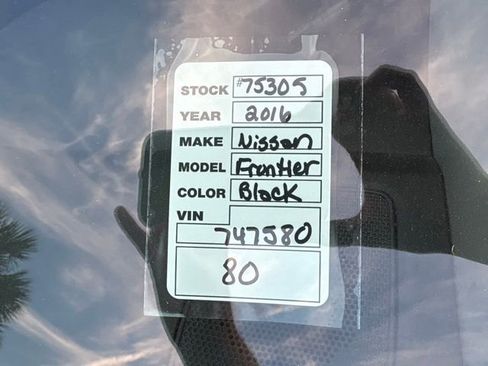 STOCK #75305
YEAR 2016
MAKE Nissan
MODEL Frontier
COLOR Black
VIN
747580
80